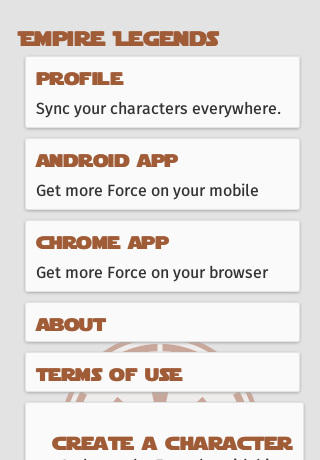 Empire Legends
Profile
Sync your characters everywhere.
Android App
Get more Force on your mobile
Chrome App
Get more Force on your browser
About
Terms of Use
Create a Character